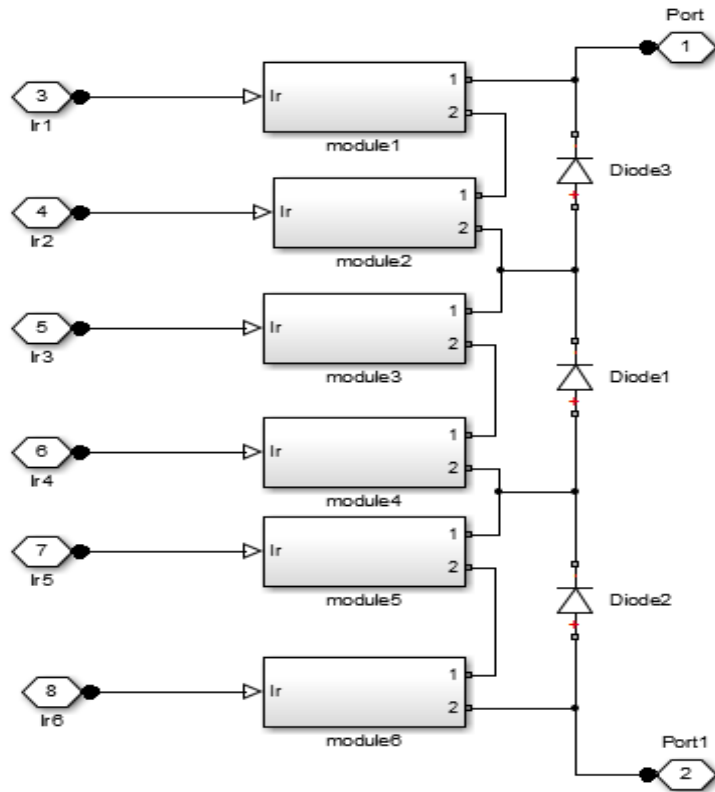 Port
1
3
Ir
1
2
Ir1
module1
Diode3
4
Ir
1
2
Ir2
module2
5
Ir
1
2
Ir3
module3
Diode1
6
Ir
1
2
Ir4
module4
7
Ir
1
2
Ir5
module5
Diode2
8
Ir
1
2
Ir6
module6
Port1
2